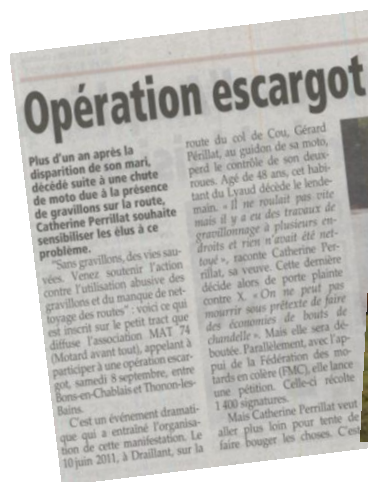 Opération escargot
Plus d'un an après la
disparition de son mari,
décédé suite à une chute
de moto due à la présence
de gravillons sur la route,
Catherine Perrillat souhaite
sensibiliser les élus à ce
problème.
"Sans gravillons, des vies sau-
vées. Venez soutenir l'action
contre l'utilisation abusive des
gravillons et du manque de net-
toyage des routes" : voici ce qui
est inscrit sur le petit tract que
diffuse l'association MAT 74
(Motard avant tout), appelant à
participer à une opération escar-
got, samedi 8 septembre, entre
Bons-en-Chablais et Thonon-les-
Bains.
C'est un événement dramati-
que qui a entraîné l'organisa-
tion de cette manifestation. Le
10 juin 2011, à Draillant, sur la
route du col de Cou, Gérard
Périllat, au guidon de sa moto,
perd le contrôle de son deux-
roues. Agé de 48 ans, cet habi-
tant du Lyaud décède le lende-
main. « Il ne roulait pas vite
mais il y a eu des travaux de
gravillonnage à plusieurs en-
droits et rien n'avait été net-
toyé », raconte Catherine Per-
rillat, sa veuve. Cette dernière
décide alors de porte plainte
contre X. « On ne peut pas
mourrir sous prétexte de faire
des économies de bouts de
chandelle ». Mais elle sera dé-
boutée. Parallèlement, avec l'ap-
pui de la Fédération des mo-
tards en colère (FMC), elle lance
une pétition. Celle-ci récolte
1 400 signatures.
Mais Catherine Perrillat veut
aller plus loin pour tente de
faire bouger les choses. C'est